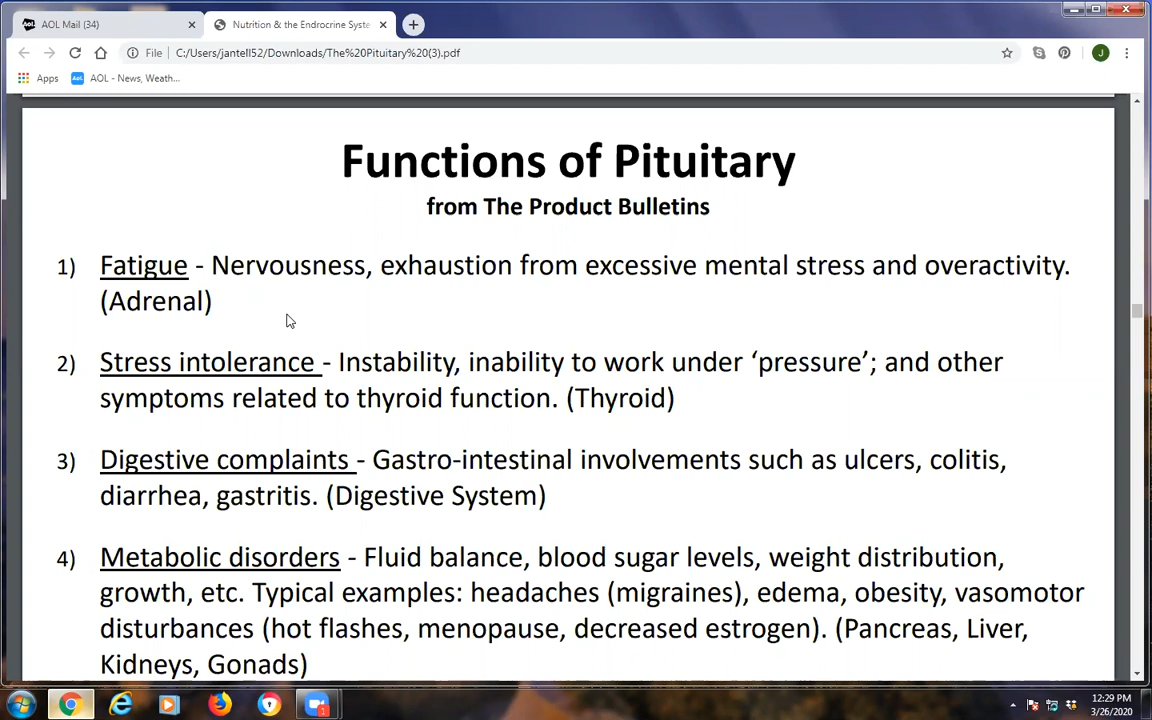 AOL Mail (34)
Nutrition & the Endocrine Syste
File
C:/Users/jantell52/Downloads/The%20Pituitary%20(3).pdf
J
Apps
Aol.
AOL - News, Weath...
Functions of Pituitary
from The Product Bulletins
1) Fatigue - Nervousness, exhaustion from excessive mental stress and overactivity.
(Adrenal)
2) Stress intolerance - Instability, inability to work under ‘pressure’; and other
symptoms related to thyroid function. (Thyroid)
3) Digestive complaints - Gastro-intestinal involvements such as ulcers, colitis,
diarrhea, gastritis. (Digestive System)
4) Metabolic disorders - Fluid balance, blood sugar levels, weight distribution,
growth, etc. Typical examples: headaches (migraines), edema, obesity, vasomotor
disturbances (hot flashes, menopause, decreased estrogen). (Pancreas, Liver,
Kidneys, Gonads)
12:29 PM
3/26/2020